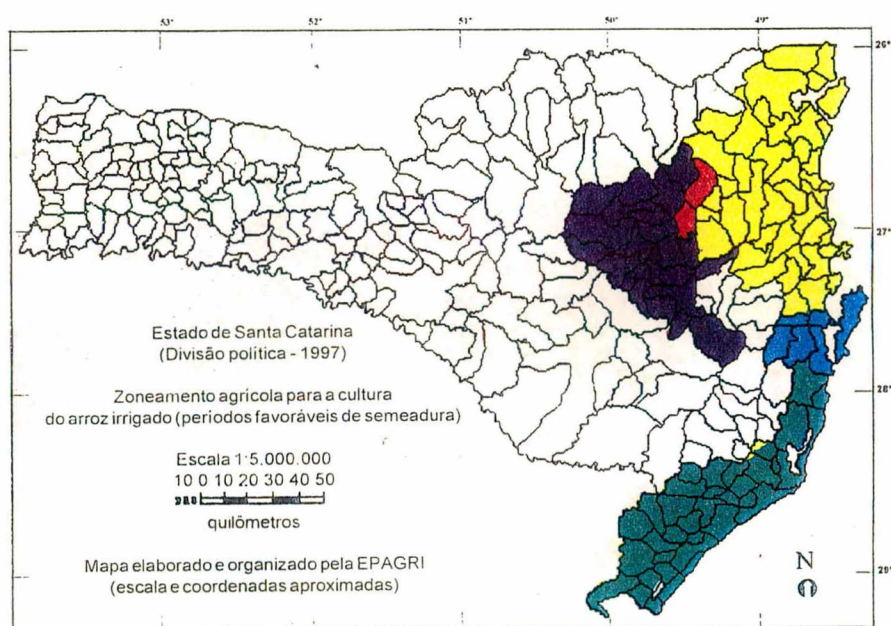 53° 52° 51° 50° 49°
26°
27°
28°
29°
Estado de Santa Catarina
(Divisão política - 1997)
Zoneamento agrícola para a cultura
do arroz irrigado (períodos favoráveis de semeadura)
Escala 1:5.000.000
10 0 10 20 30 40 50
quilômetros
Mapa elaborado e organizado pela EPAGRI
(escala e coordenadas aproximadas)
N